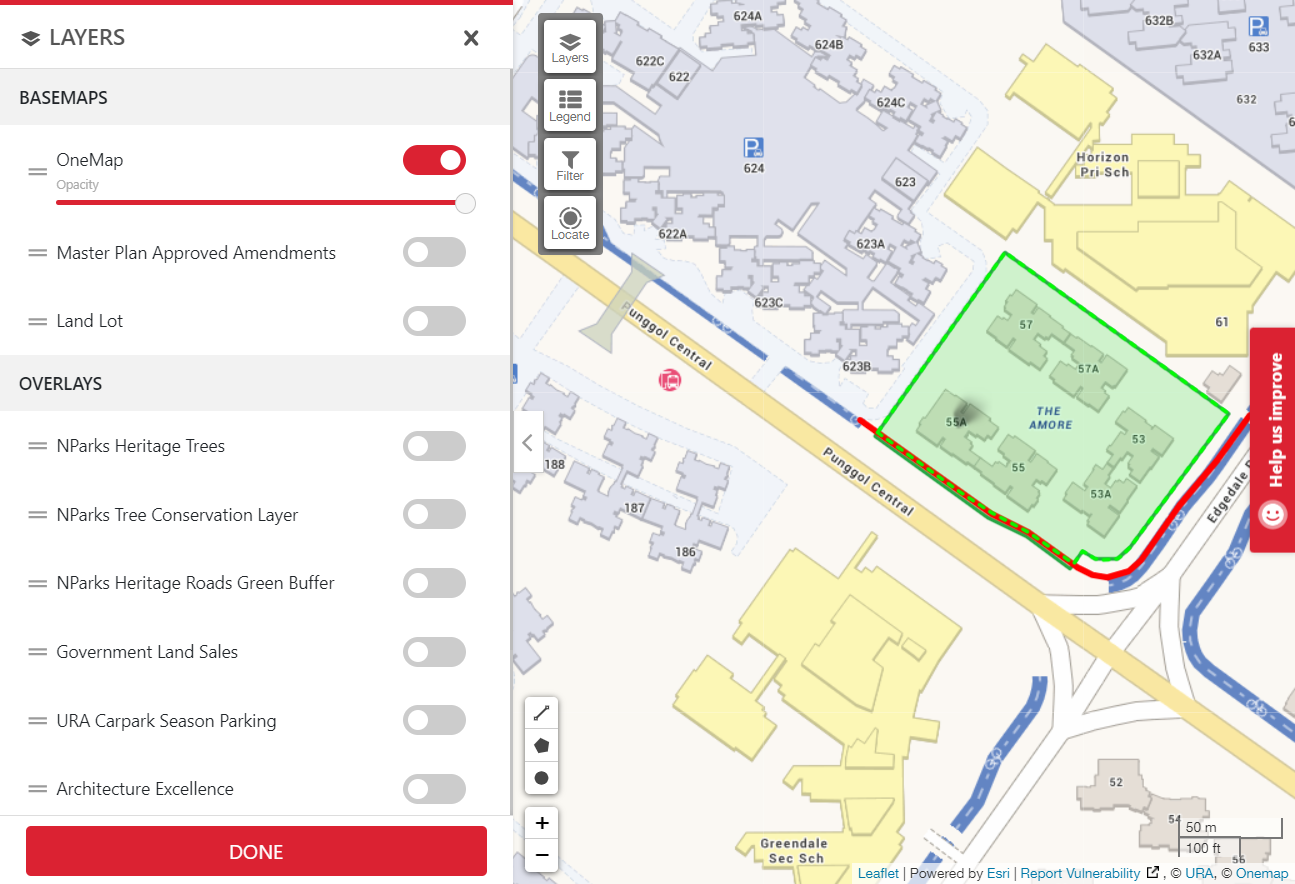 LAYERS
BASEMAPS
OneMap
Opacity
Master Plan Approved Amendments
Land Lot
OVERLAYS
NParks Heritage Trees
NParks Tree Conservation Layer
NParks Heritage Roads Green Buffer
Government Land Sales
URA Carpark Season Parking
Architecture Excellence
DONE
Layers
Legend
Filter
Locate
624A
624B
622C
622
624C
P
624
623
622A
623A
623C
623B
632B
P
633
632A
632
Horizon
Pri Sch
61
57
57A
THE
AMORE
55A
53
55
53A
Punggol Central
Punggol Central
188
187
186
Help us improve
52
54
56
Greendale
Sec Sch
+
−
50 m
100 ft
Leaflet | Powered by Esri | Report Vulnerability , © URA, © Onemap